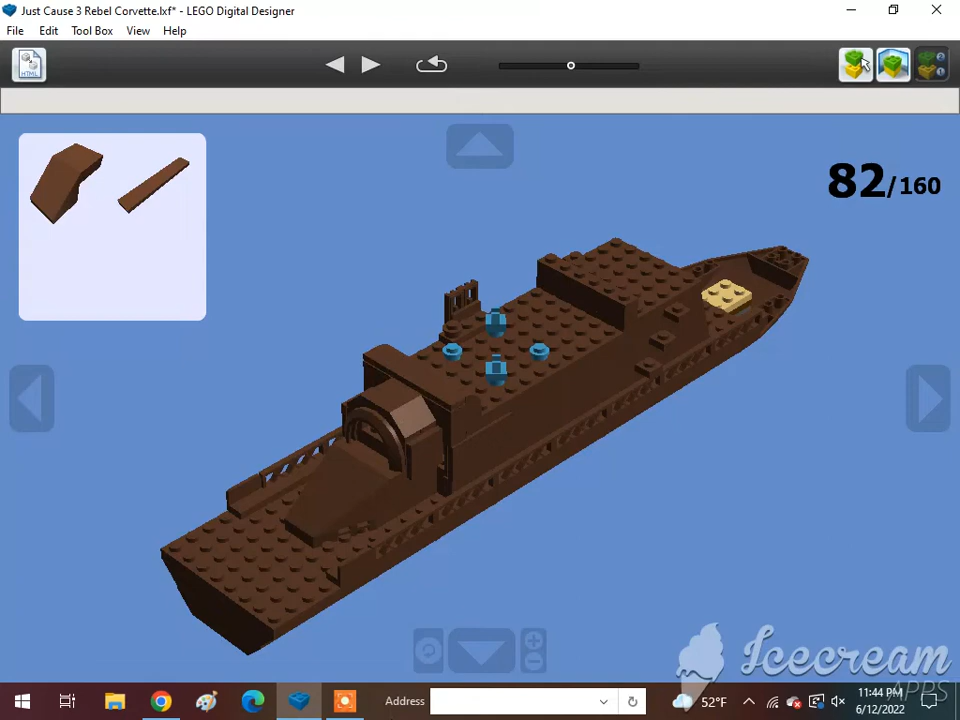 Just Cause 3 Rebel Corvette.lxf* - LEGO Digital Designer
File Edit Tool Box View Help
HTML
82/160
Icecream
APPS
Address
52°F
11:44 PM
6/12/2022